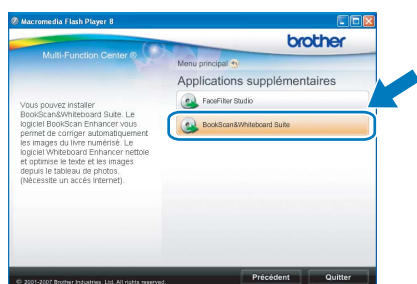 Macromedia Flash Player 8
brother
Multi-Function Center ®
Menu principal
Applications supplémentaires
FaceFilter Studio
BookScan&Whiteboard Suite
Vous pouvez installer
BookScan&Whiteboard Suite. Le
logiciel BookScan Enhancer vous
permet de corriger automatiquement
les images du livre numérisé. Le
logiciel Whiteboard Enhancer nettoie
et optimise le texte et les images
depuis le tableau de photos.
(Nécessite un accès Internet).
© 2001-2007 Brother Industries, Ltd. All rights reserved.
Précédent
Quitter